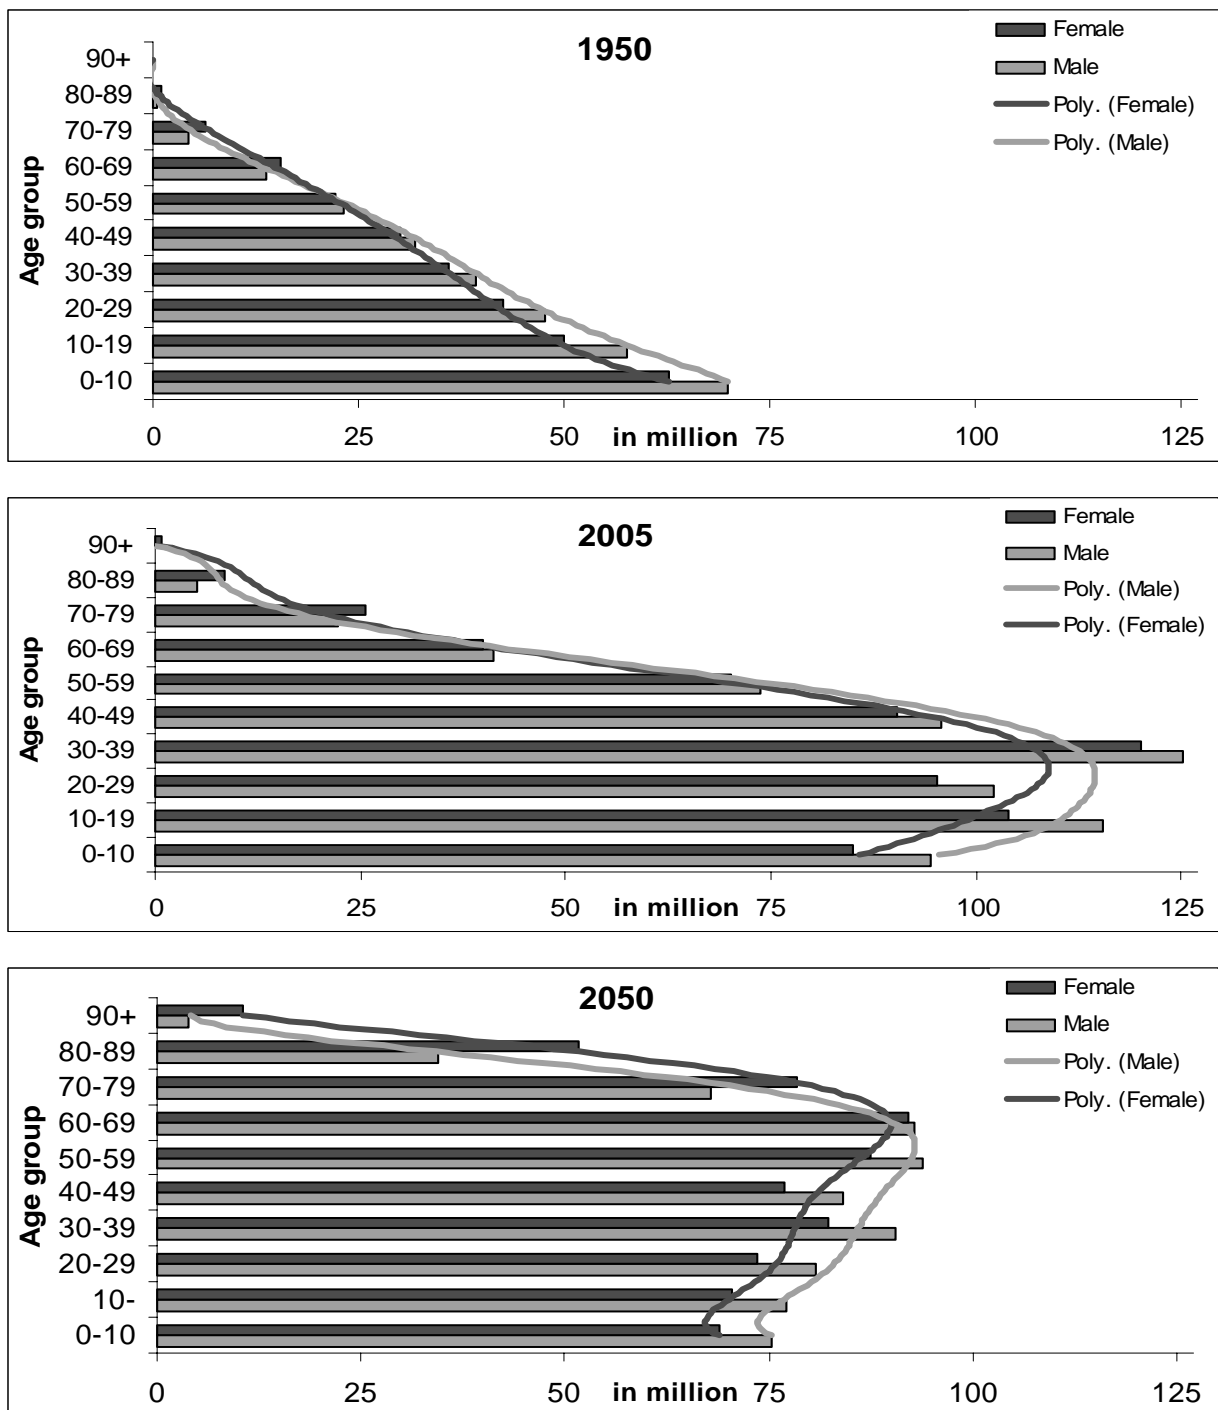 1950
Female
Male
Poly. (Female)
Poly. (Male)
Age group
90+
80-89
70-79
60-69
50-59
40-49
30-39
20-29
10-19
0-10
0 25 50 in million 75 100 125
2005
Female
Male
Poly. (Male)
Poly. (Female)
Age group
90+
80-89
70-79
60-69
50-59
40-49
30-39
20-29
10-19
0-10
0 25 50 in million 75 100 125
2050
Female
Male
Poly. (Male)
Poly. (Female)
Age group
90+
80-89
70-79
60-69
50-59
40-49
30-39
20-29
10-
0-10
0 25 50 in million 75 100 125